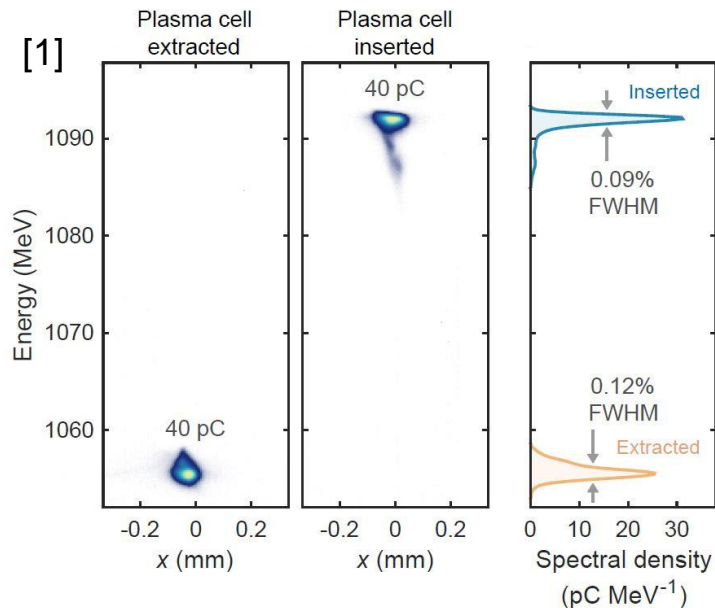 Plasma cell
extracted
Plasma cell
inserted
[1]
40 pC
Inserted
0.09%
FWHM
0.12%
FWHM
Extracted
40 pC
Energy (MeV)
1090
1080
1070
1060
-0.2 0 0.2
-0.2 0 0.2
0 10 20 30
x (mm)
x (mm)
Spectral density
(pC MeV⁻¹)